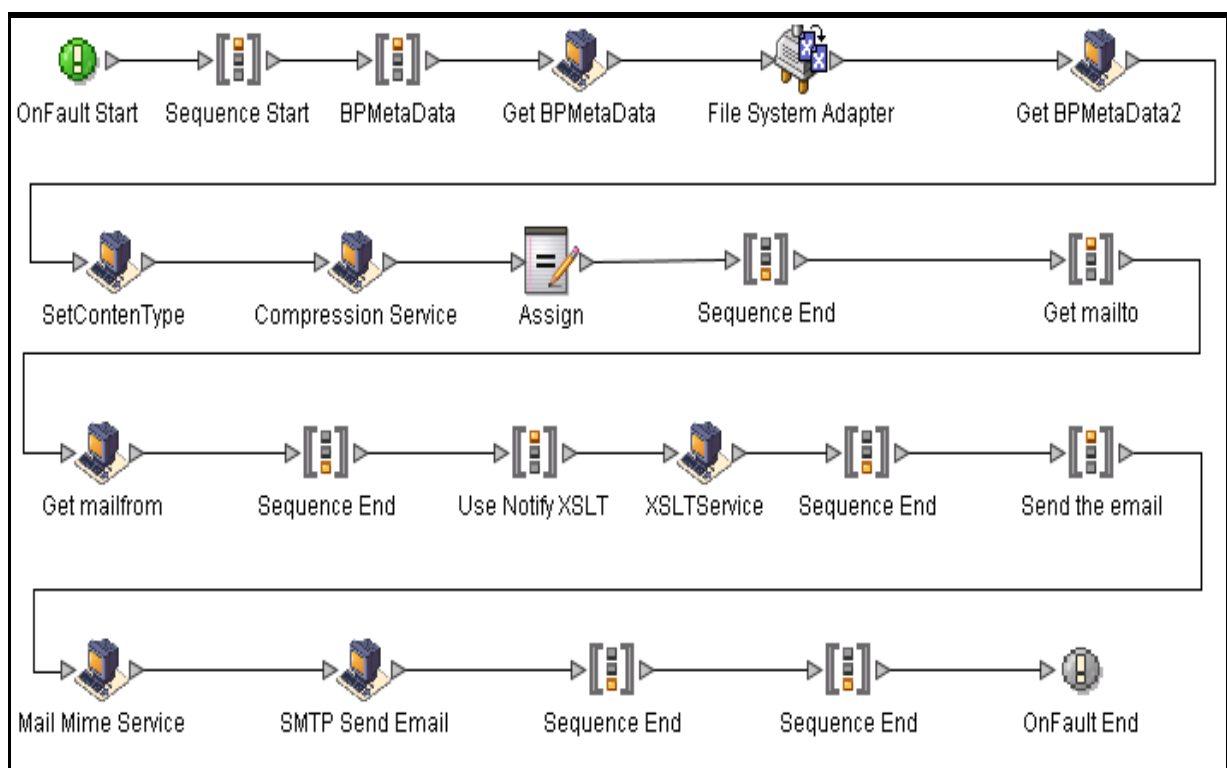 OnFault Start
Sequence Start
BPMetaData
Get BPMetaData
File System Adapter
Get BPMetaData2
SetContenType
Compression Service
Assign
Sequence End
Get mailto
Get mailfrom
Sequence End
Use Notify XSLT
XSLTService
Sequence End
Send the email
Mail Mime Service
SMTP Send Email
Sequence End
Sequence End
OnFault End